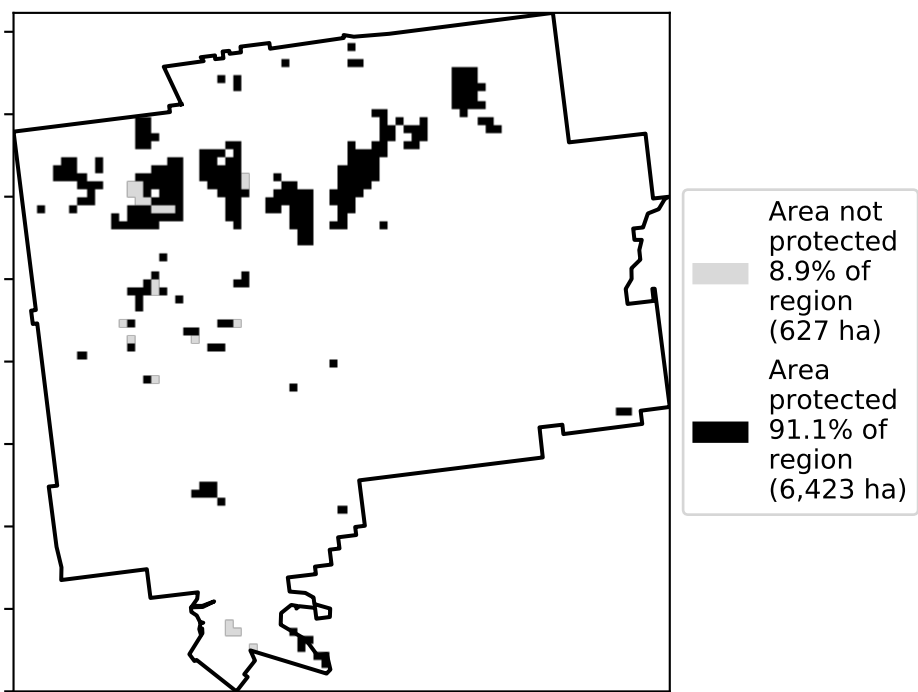 Area not
protected
8.9% of
region
(627 ha)
Area
protected
91.1% of
region
(6,423 ha)